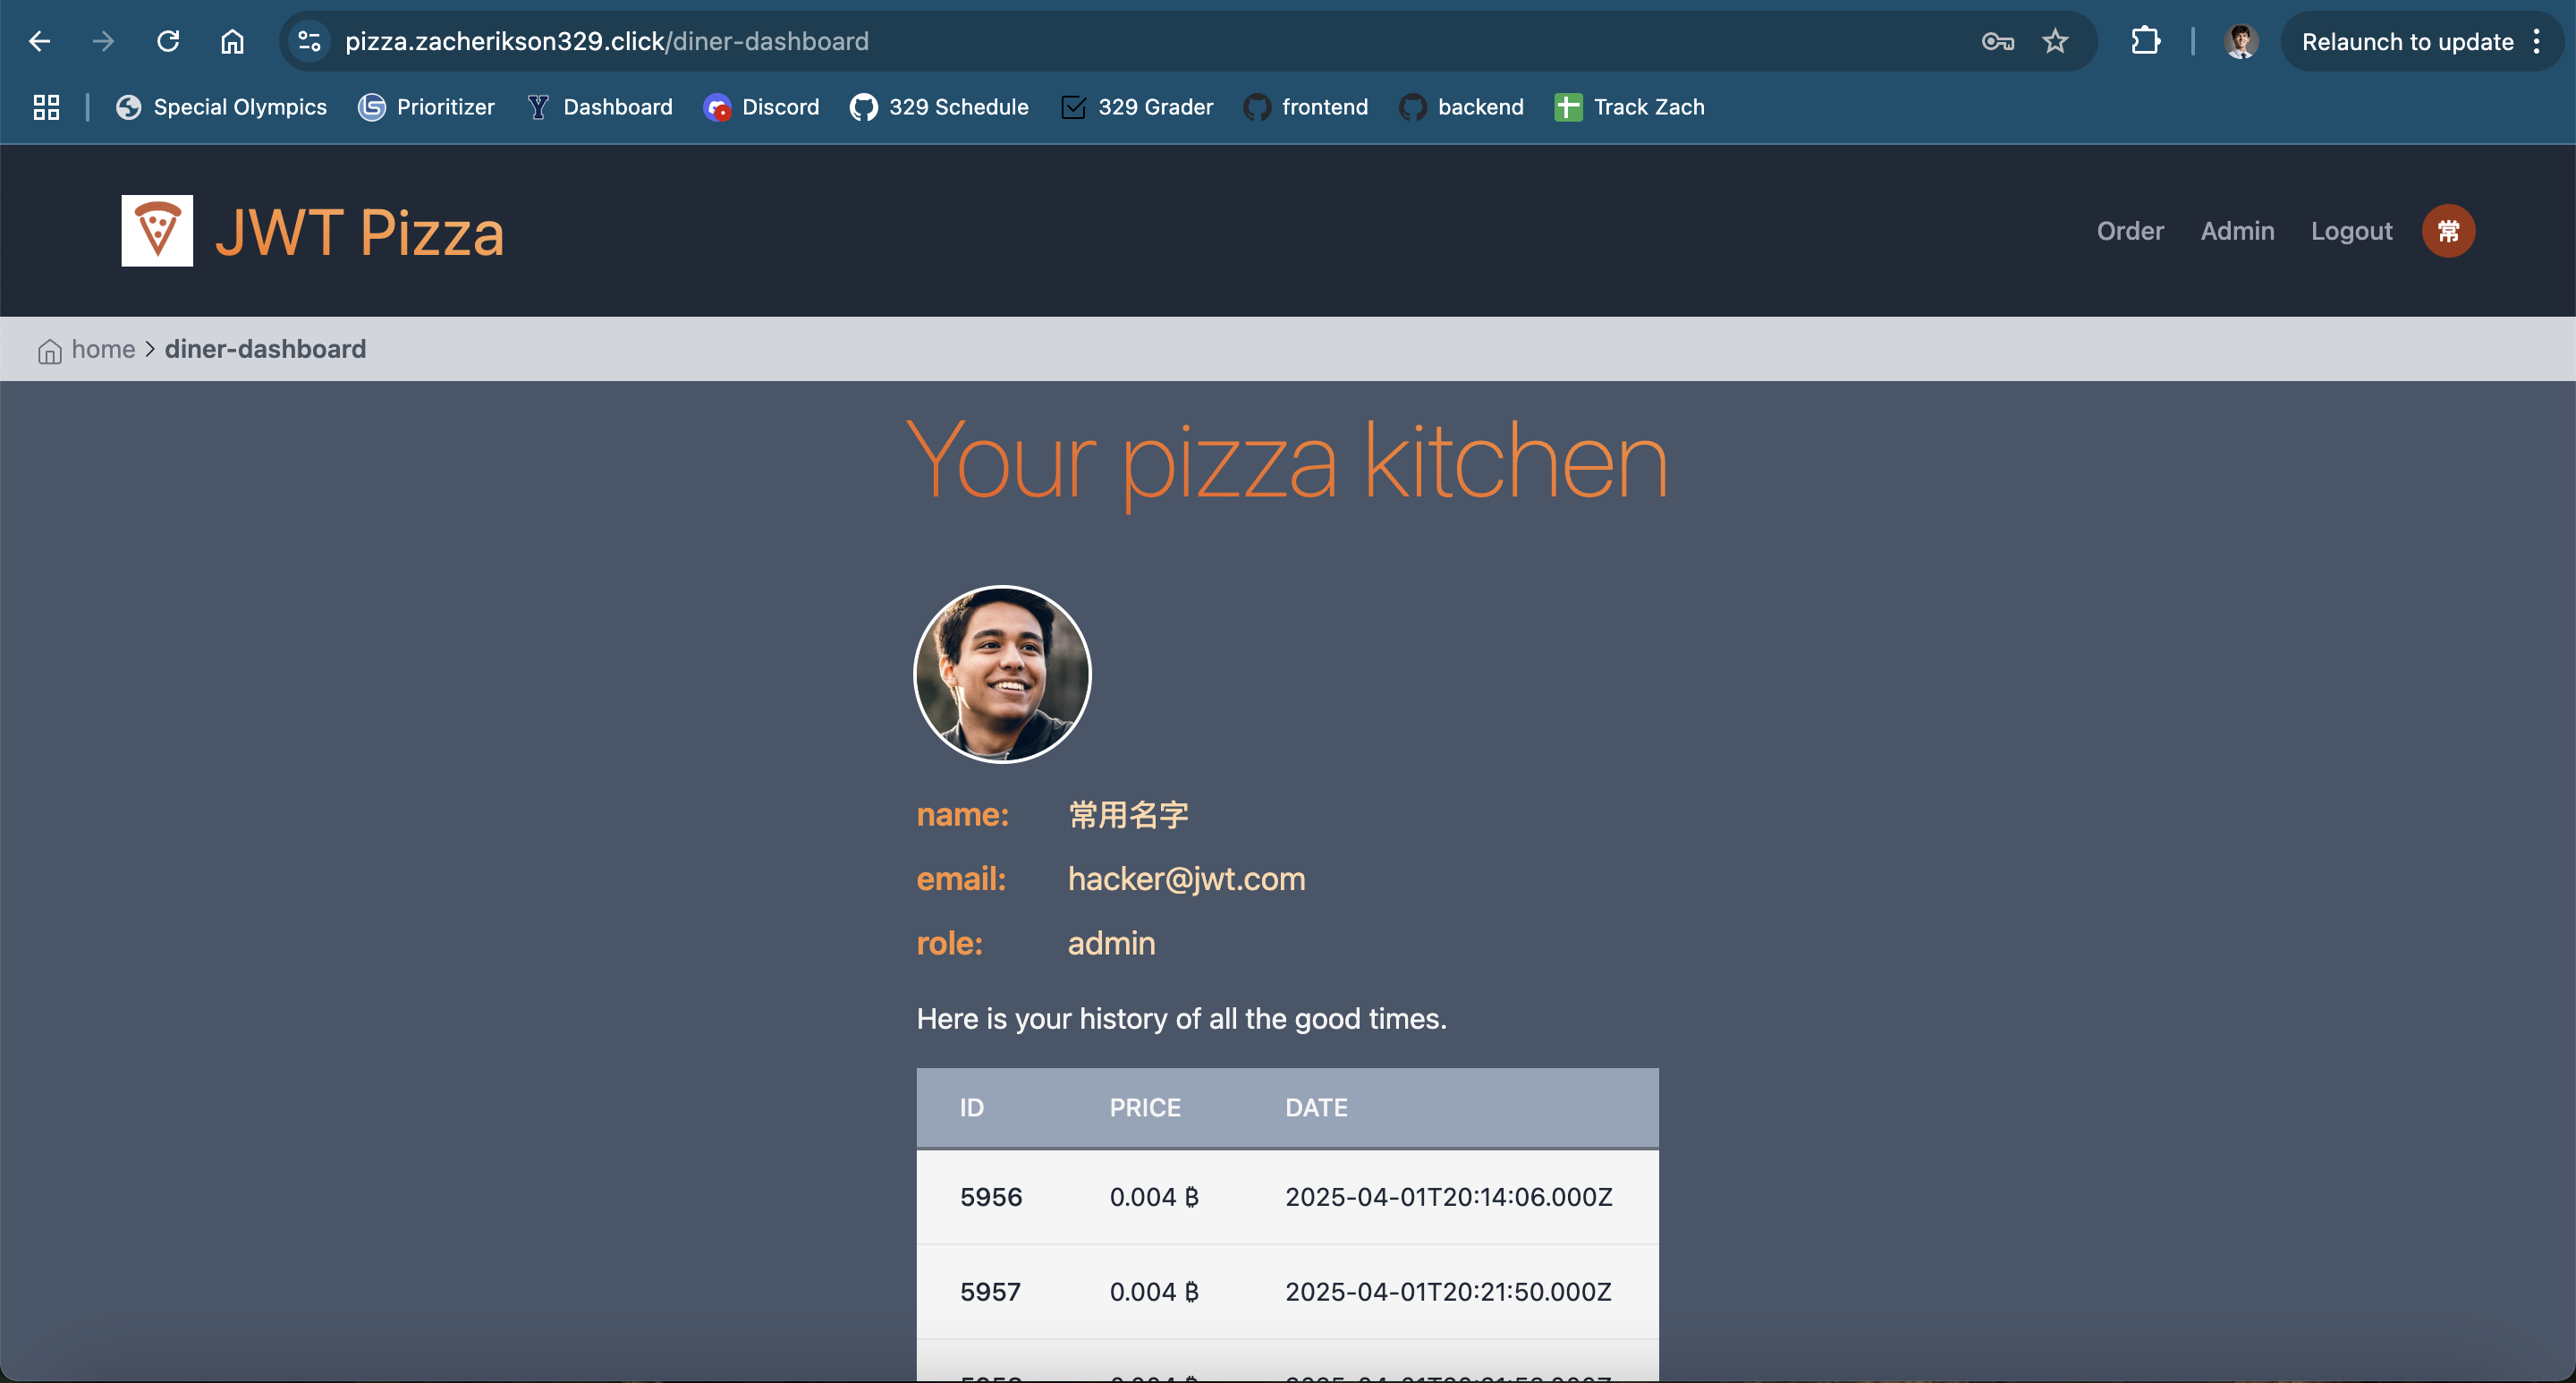 pizza.zacherikson329.click/diner-dashboard
Relaunch to update
Special Olympics Prioritizer Dashboard Discord 329 Schedule 329 Grader frontend backend Track Zach
JWT Pizza
Order Admin Logout 常
home > diner-dashboard
Your pizza kitchen
name: 常用名字
email: hacker@jwt.com
role: admin
Here is your history of all the good times.
ID PRICE DATE
5956 0.004 ₿ 2025-04-01T20:14:06.000Z
5957 0.004 ₿ 2025-04-01T20:21:50.000Z